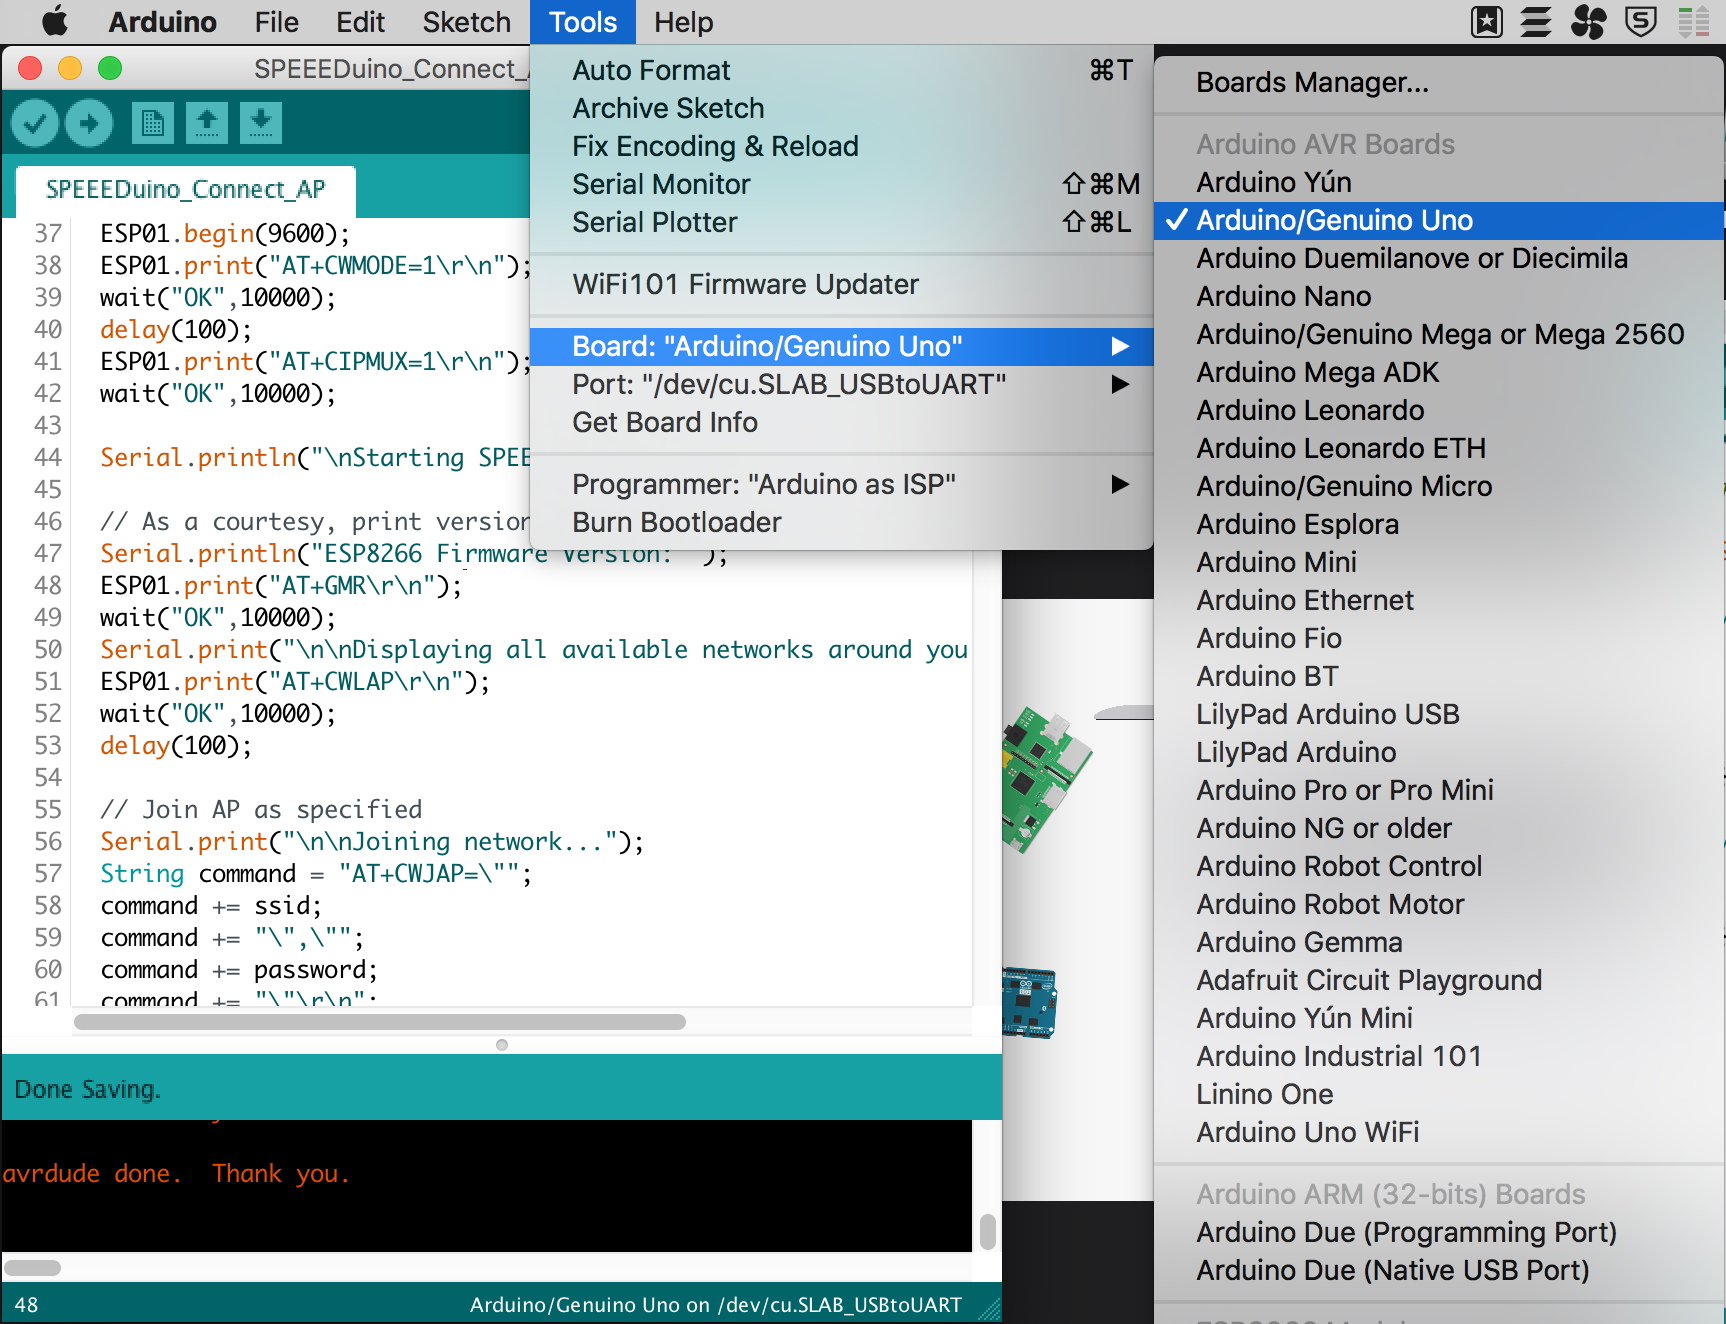 Arduino File Edit Sketch Tools Help
SPEEEDuino_Connect_
SPEEEDuino_Connect_AP
37 ESP01.begin(9600);
38 ESP01.print("AT+CWMODE=1\r\n");
39 wait("OK",10000);
40 delay(100);
41 ESP01.print("AT+CIPMUX=1\r\n");
42 wait("OK",10000);
43
44 Serial.println("\nStarting SPEE
45
46 // As a courtesy, print version
47 Serial.println("ESP8266 Firmware Version: ");
48 ESP01.print("AT+GMR\r\n");
49 wait("OK",10000);
50 Serial.print("\n\nDisplaying all available networks around you
51 ESP01.print("AT+CWLAP\r\n");
52 wait("OK",10000);
53 delay(100);
54
55 // Join AP as specified
56 Serial.print("\n\nJoining network...");
57 String command = "AT+CWJAP=\"";
58 command += ssid;
59 command += "\",\"";
60 command += password;
61 command += "\"\r\n";
Done Saving.
avrdude done. Thank you.
48
Arduino/Genuino Uno on /dev/cu.SLAB_USBtoUART
Auto Format ⌘T
Archive Sketch
Fix Encoding & Reload
Serial Monitor ⇧⌘M
Serial Plotter ⇧⌘L
WiFi101 Firmware Updater
Board: "Arduino/Genuino Uno"
Port: "/dev/cu.SLAB_USBtoUART"
Get Board Info
Programmer: "Arduino as ISP"
Burn Bootloader
Boards Manager...
Arduino AVR Boards
Arduino Yún
✓ Arduino/Genuino Uno
Arduino Duemilanove or Diecimila
Arduino Nano
Arduino/Genuino Mega or Mega 2560
Arduino Mega ADK
Arduino Leonardo
Arduino Leonardo ETH
Arduino/Genuino Micro
Arduino Esplora
Arduino Mini
Arduino Ethernet
Arduino Fio
Arduino BT
LilyPad Arduino USB
LilyPad Arduino
Arduino Pro or Pro Mini
Arduino NG or older
Arduino Robot Control
Arduino Robot Motor
Arduino Gemma
Adafruit Circuit Playground
Arduino Yún Mini
Arduino Industrial 101
Linino One
Arduino Uno WiFi
Arduino ARM (32-bits) Boards
Arduino Due (Programming Port)
Arduino Due (Native USB Port)